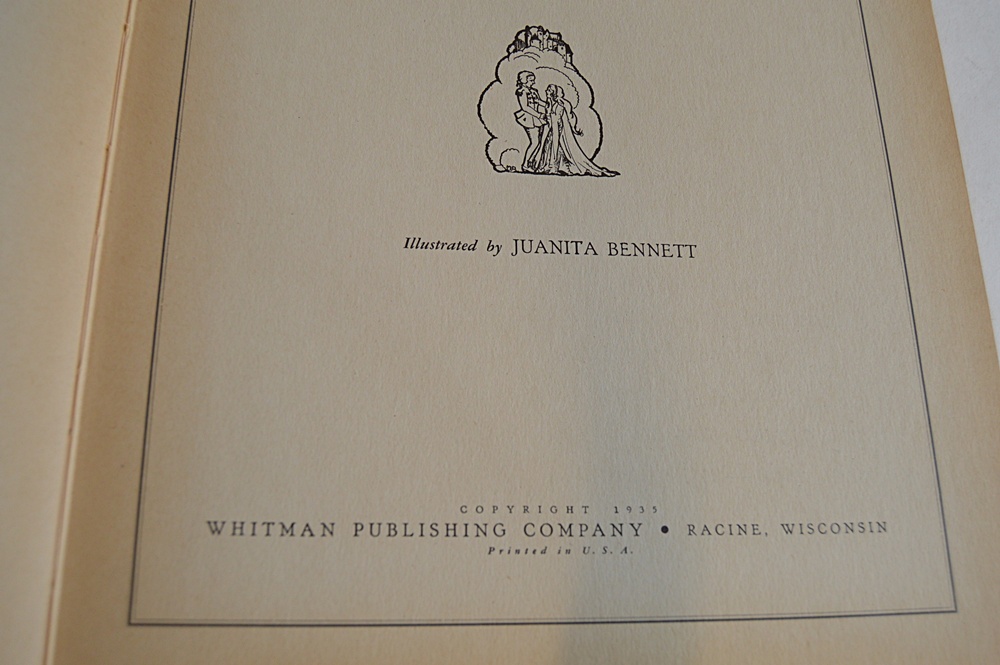 Illustrated by JUANITA BENNETT
COPYRIGHT 1935
WHITMAN PUBLISHING COMPANY • RACINE, WISCONSIN
Printed in U.S.A.